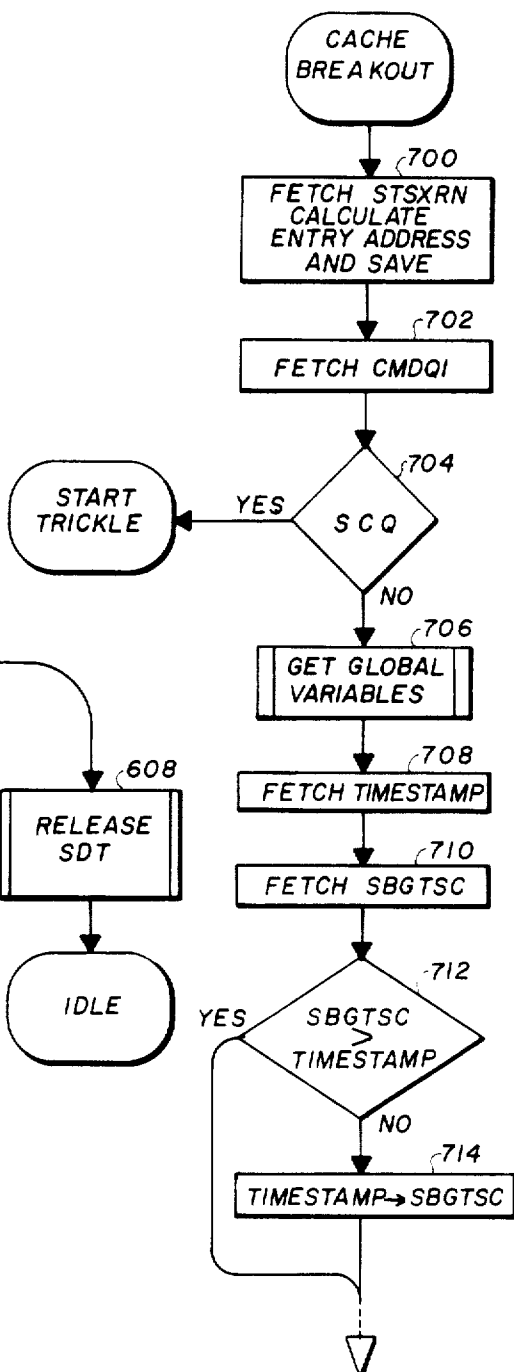 CACHE
BREAKOUT
700
FETCH STSXRN
CALCULATE
ENTRY ADDRESS
AND SAVE
702
FETCH CMDQ1
704
SCQ
YES
START
TRICKLE
NO
706
GET GLOBAL
VARIABLES
708
FETCH TIMESTAMP
710
FETCH SBGTSC
712
SBGTSC
>
TIMESTAMP
YES
NO
714
TIMESTAMP→SBGTSC
608
RELEASE
SDT
IDLE